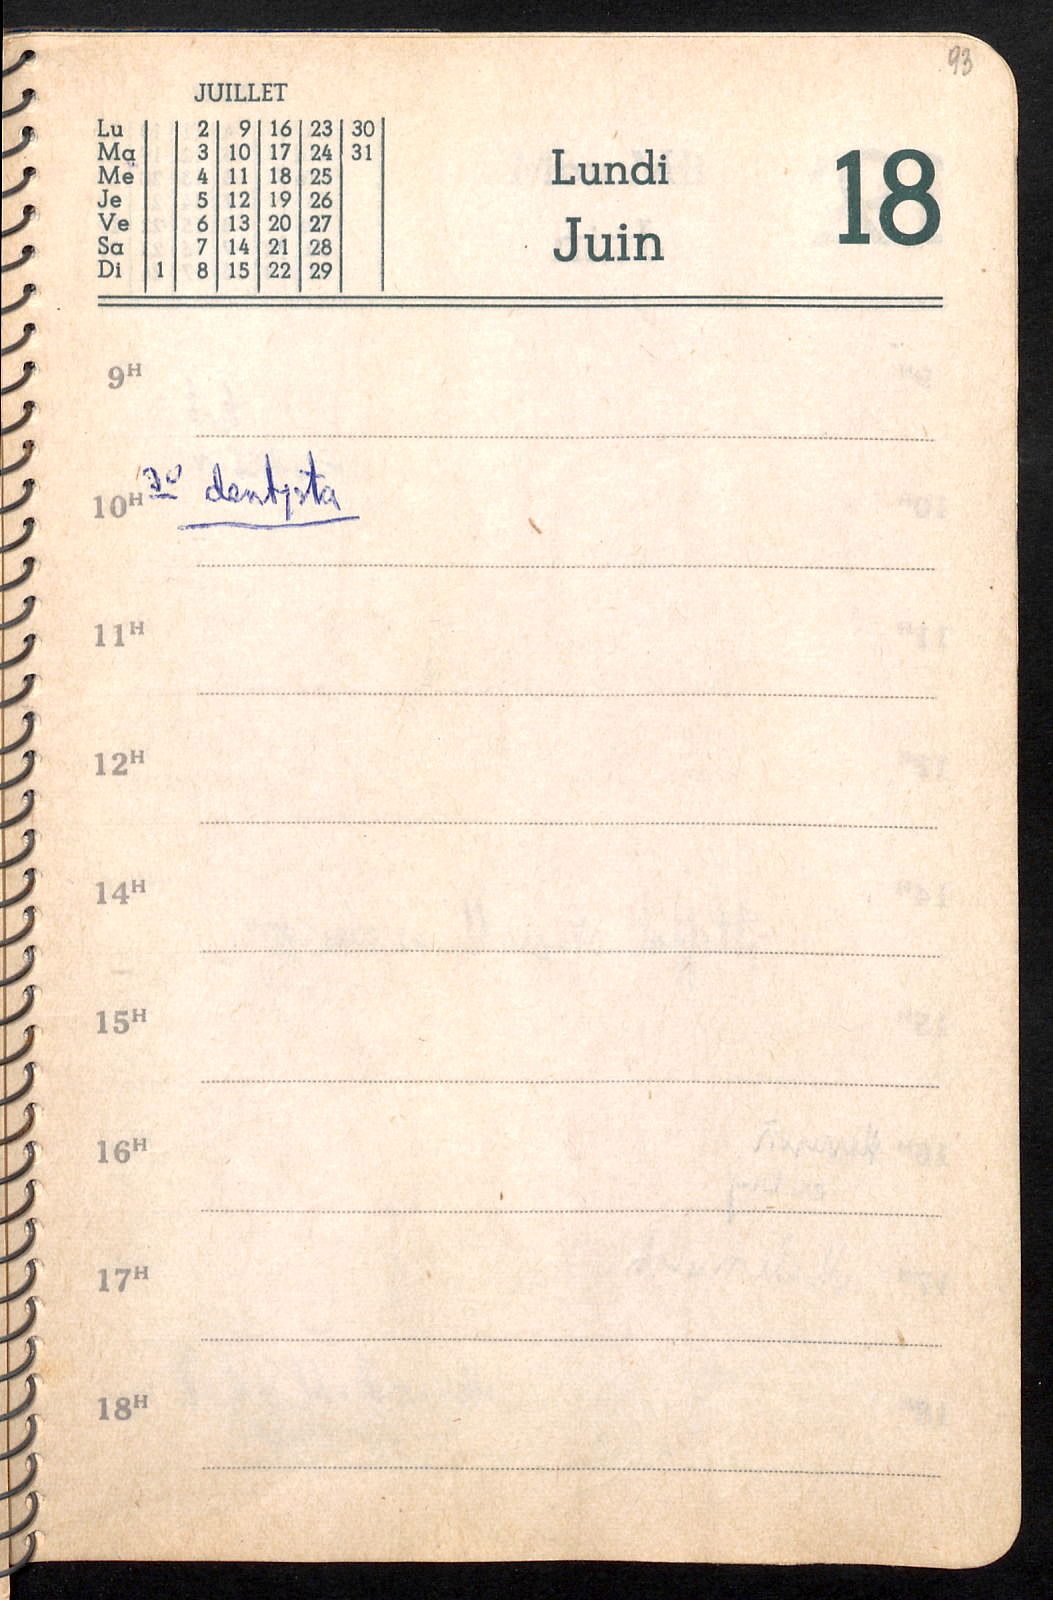 93
JUILLET
Lu 2 9 16 23 30
Ma 3 10 17 24 31
Me 4 11 18 25
Je 5 12 19 26
Ve 6 13 20 27
Sa 7 14 21 28
Di 1 8 15 22 29
Lundi 18
Juin
9H
10H 30 dentysta
11H
12H
14H
15H
16H
17H
18H